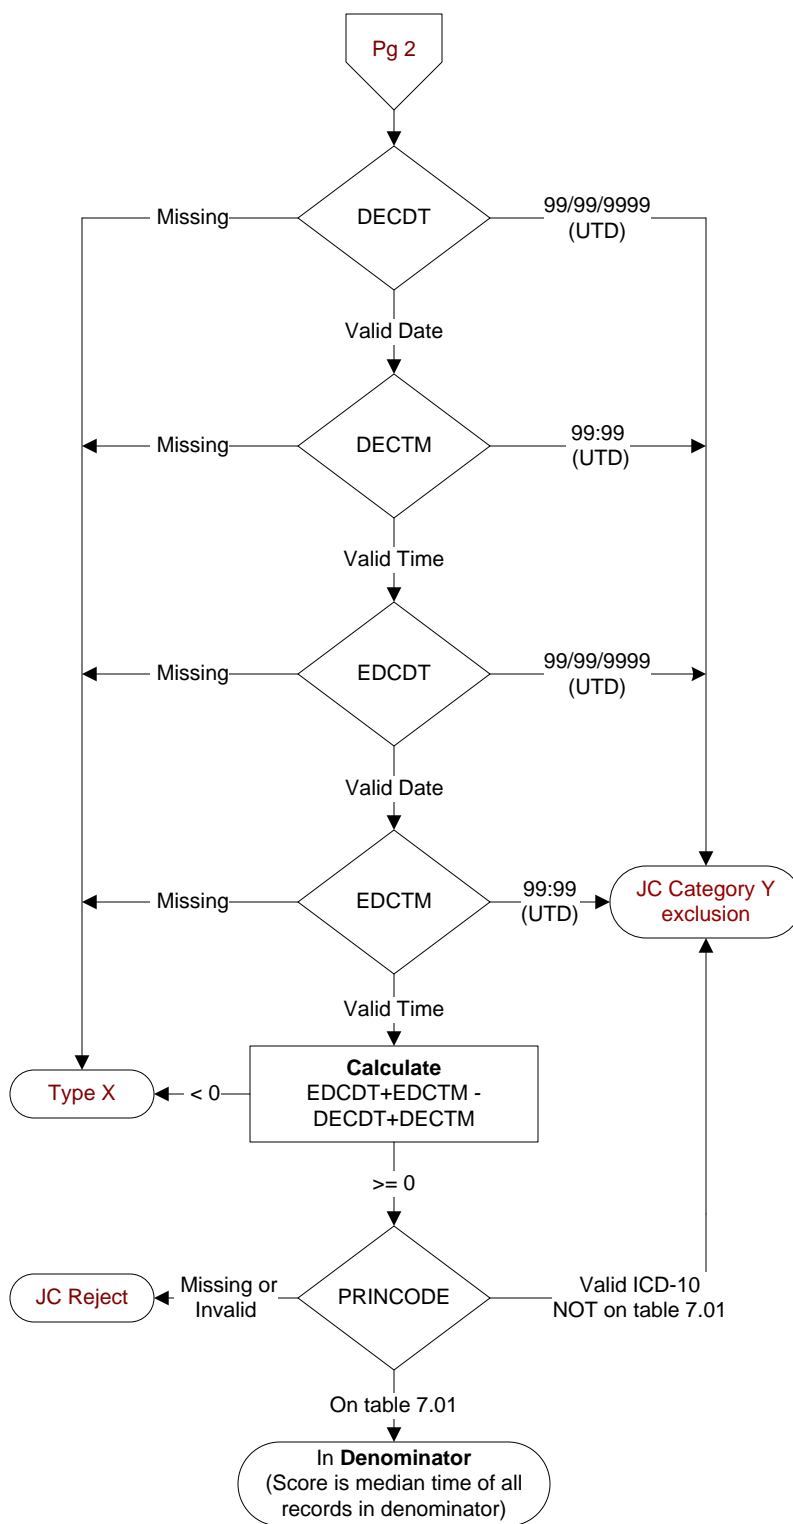 Pg 2
Missing
DECDT
99/99/9999
(UTD)
Valid Date
Missing
DECTM
99:99
(UTD)
Valid Time
Missing
EDCDT
99/99/9999
(UTD)
Valid Date
Missing
EDCTM
99:99
(UTD)
JC Category Y
exclusion
Valid Time
Type X
< 0
Calculate
EDCDT+EDCTM -
DECDT+DECTM
>= 0
JC Reject
Missing or
Invalid
PRINCODE
Valid ICD-10
NOT on table 7.01
On table 7.01
In Denominator
(Score is median time of all
records in denominator)